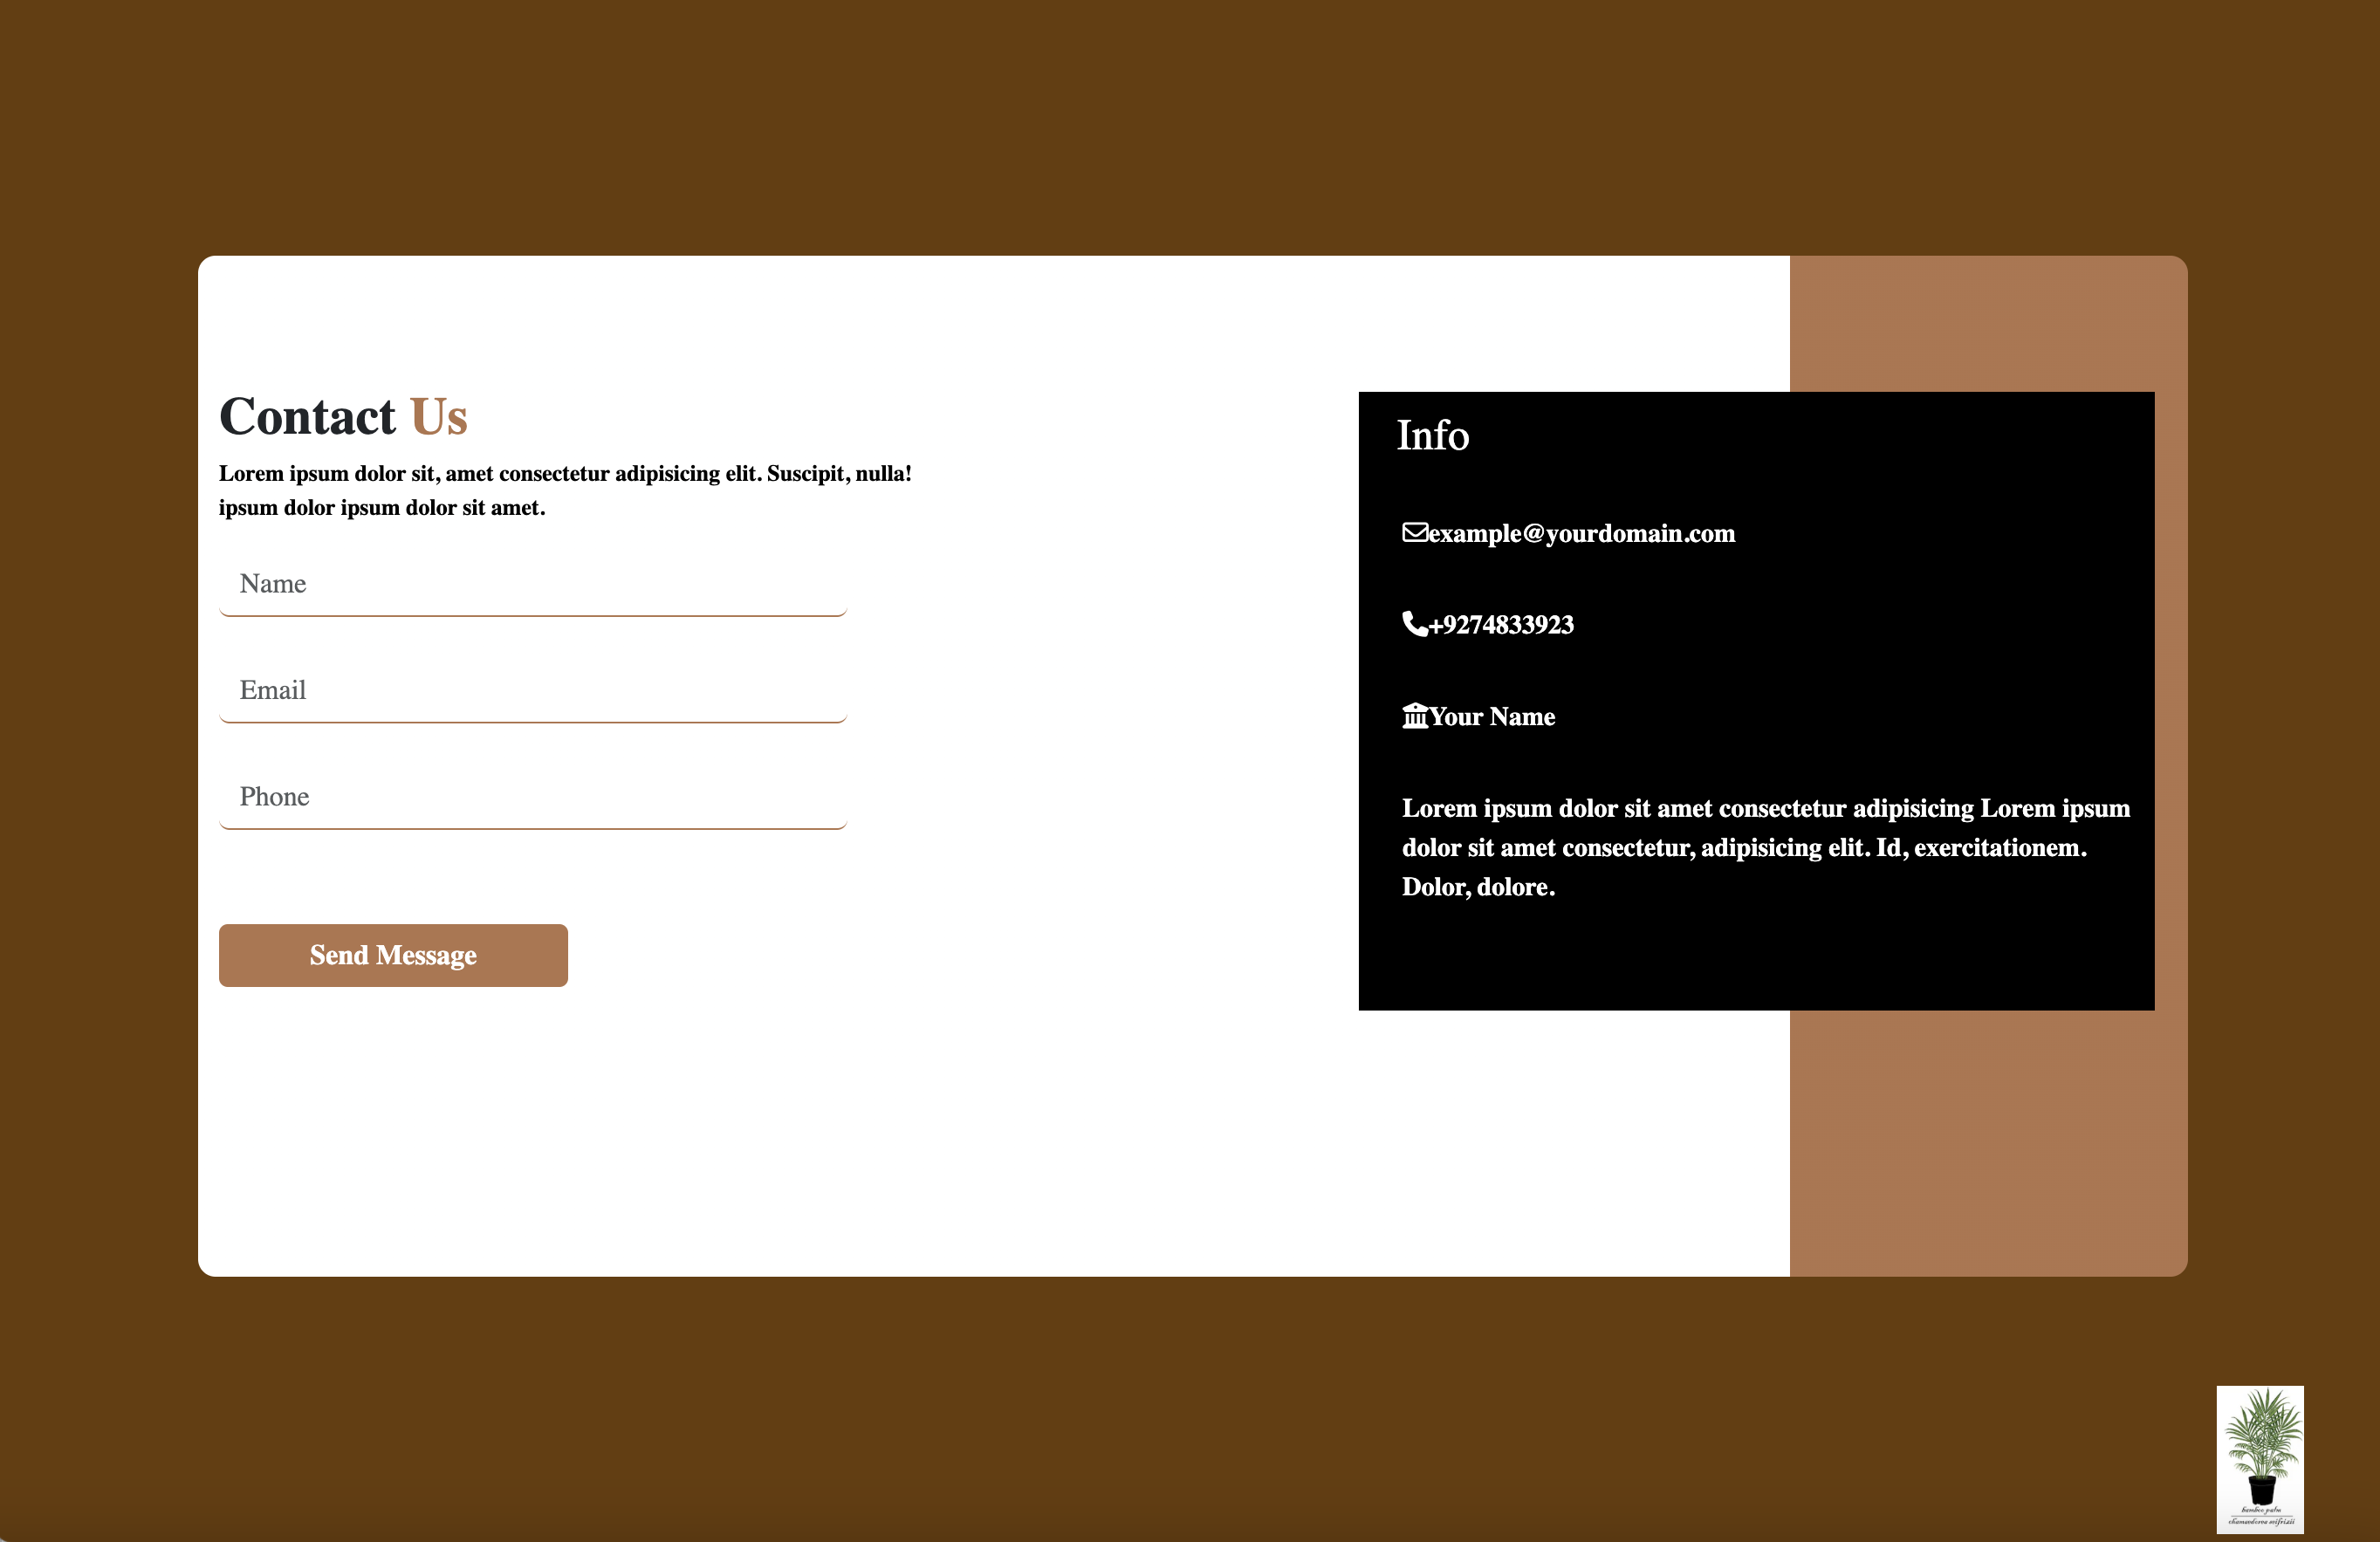 Contact Us
Lorem ipsum dolor sit, amet consectetur adipisicing elit. Suscipit, nulla!
ipsum dolor ipsum dolor sit amet.
Name
Email
Phone
Send Message
Info
example@yourdomain.com
+9274833923
Your Name
Lorem ipsum dolor sit amet consectetur adipisicing Lorem ipsum
dolor sit amet consectetur, adipisicing elit. Id, exercitationem.
Dolor, dolore.
bamboo palm